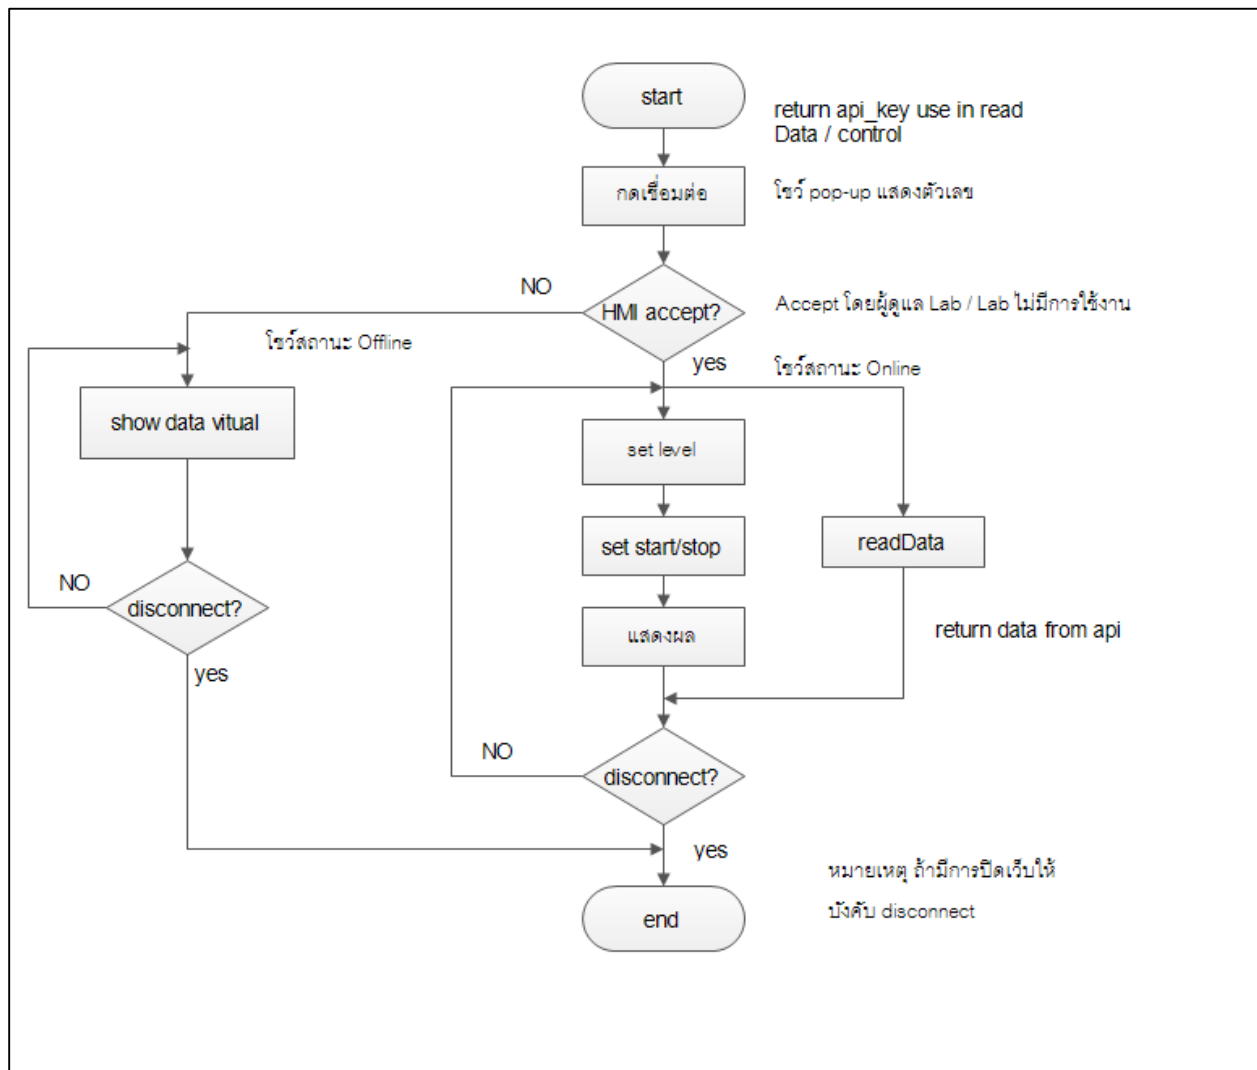 start
return api_key use in read
Data / control
กดเชื่อมต่อ
โชว์ pop-up แสดงตัวเลข
NO
HMI accept?
Accept โดยผู้ดูแล Lab / Lab ไม่มีการใช้งาน
โชว์สถานะ Offline
yes
โชว์สถานะ Online
show data vitual
set level
set start/stop
readData
NO
disconnect?
แสดงผล
return data from api
yes
NO
disconnect?
yes
หมายเหตุ ถ้ามีการปิดเว็บให้
บังคับ disconnect
end